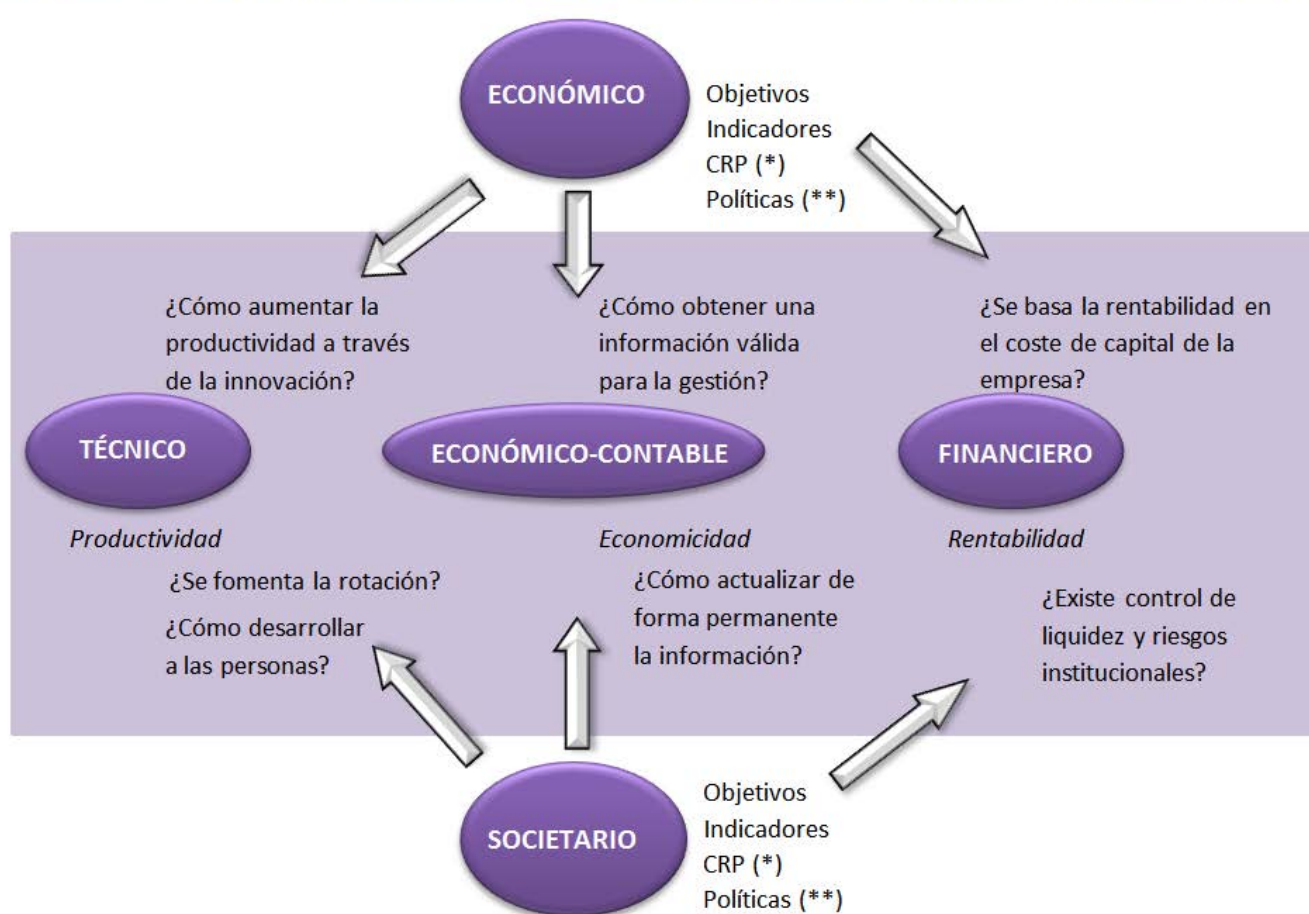 ECONÓMICO
Objetivos
Indicadores
CRP (*)
Políticas (**)
¿Cómo aumentar la
productividad a través
de la innovación?
¿Cómo obtener una
información válida
para la gestión?
¿Se basa la rentabilidad en
el coste de capital de la
empresa?
TÉCNICO
ECONÓMICO-CONTABLE
FINANCIERO
Productividad
Economicidad
Rentabilidad
¿Se fomenta la rotación?
¿Cómo desarrollar
a las personas?
¿Cómo actualizar de
forma permanente
la información?
¿Existe control de
liquidez y riesgos
institucionales?
SOCIETARIO
Objetivos
Indicadores
CRP (*)
Políticas (**)